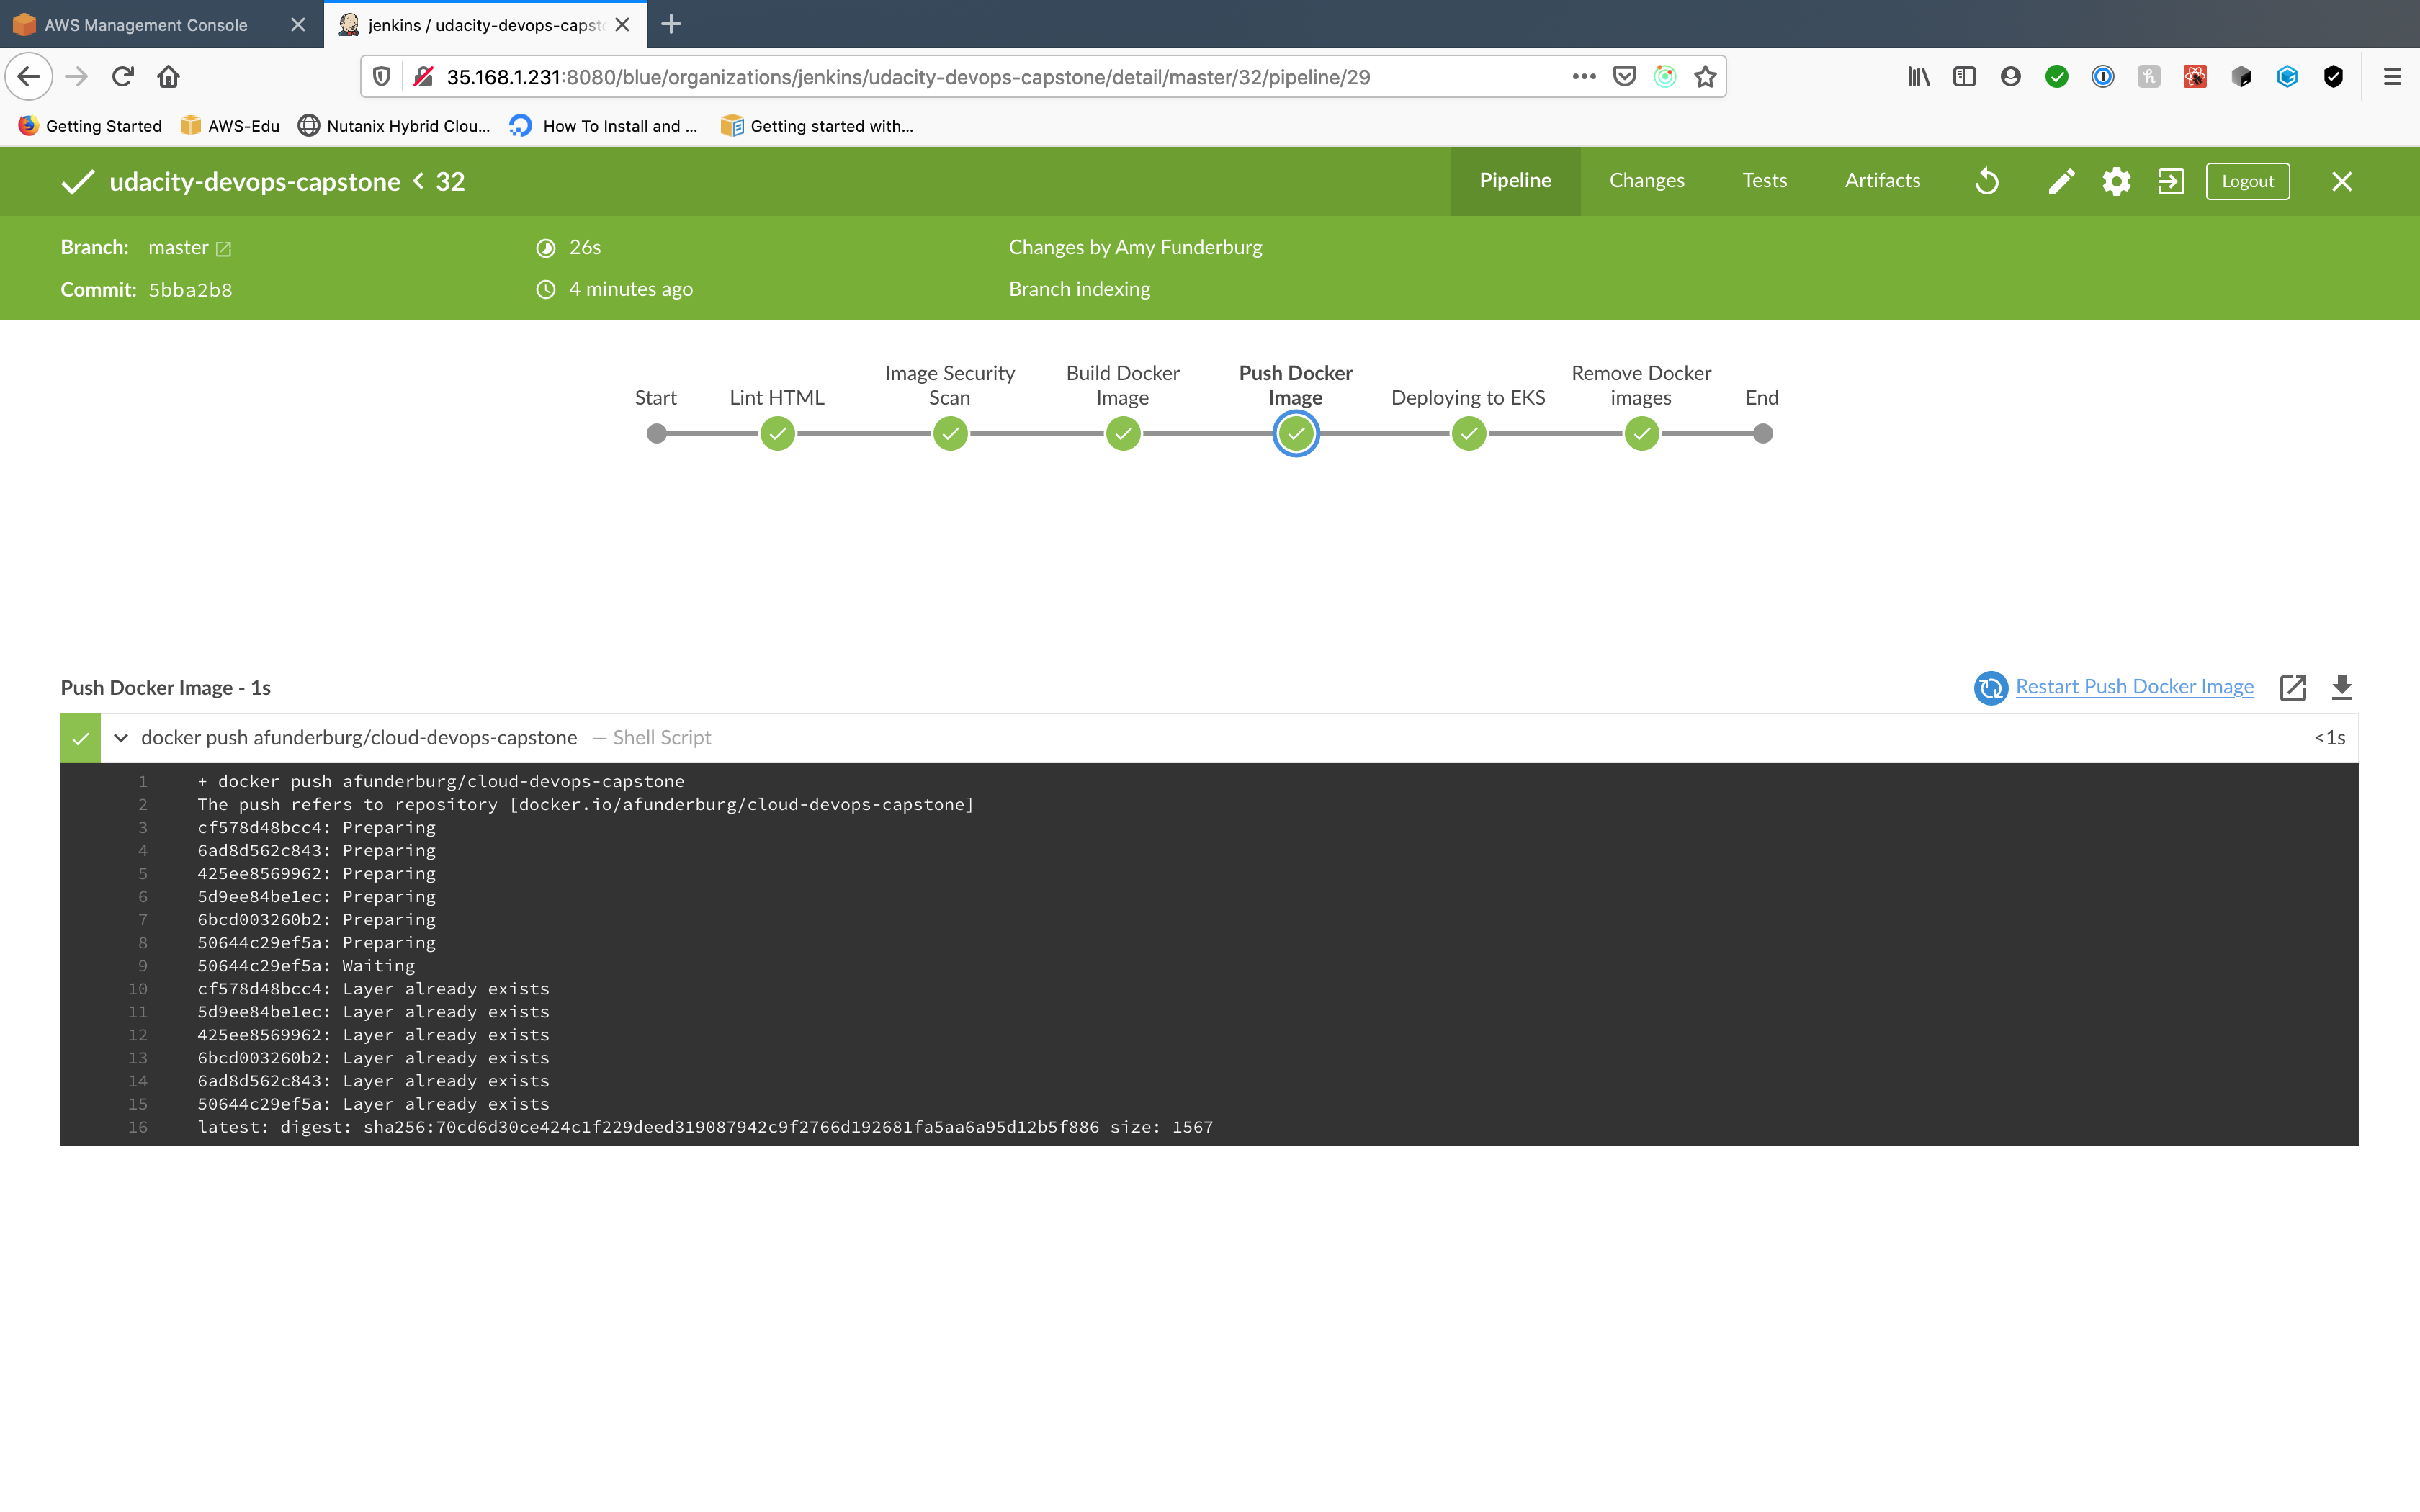 AWS Management Console
jenkins / udacity-devops-capst
35.168.1.231:8080/blue/organizations/jenkins/udacity-devops-capstone/detail/master/32/pipeline/29
Getting Started
AWS-Edu
Nutanix Hybrid Clou...
How To Install and ...
Getting started with...
udacity-devops-capstone < 32
Pipeline
Changes
Tests
Artifacts
Logout
Branch: master
26s
Changes by Amy Funderburg
Commit: 5bba2b8
4 minutes ago
Branch indexing
Start
Lint HTML
Image Security
Scan
Build Docker
Image
Push Docker
Image
Deploying to EKS
Remove Docker
images
End
Push Docker Image - 1s
Restart Push Docker Image
docker push afunderburg/cloud-devops-capstone — Shell Script
<1s
1 + docker push afunderburg/cloud-devops-capstone
2 The push refers to repository [docker.io/afunderburg/cloud-devops-capstone]
3 cf578d48bcc4: Preparing
4 6ad8d562c843: Preparing
5 425ee8569962: Preparing
6 5d9ee84be1ec: Preparing
7 6bcd003260b2: Preparing
8 50644c29ef5a: Preparing
9 50644c29ef5a: Waiting
10 cf578d48bcc4: Layer already exists
11 5d9ee84be1ec: Layer already exists
12 425ee8569962: Layer already exists
13 6bcd003260b2: Layer already exists
14 6ad8d562c843: Layer already exists
15 50644c29ef5a: Layer already exists
16 latest: digest: sha256:70cd6d30ce424c1f229deed319087942c9f2766d192681fa5aa6a95d12b5f886 size: 1567